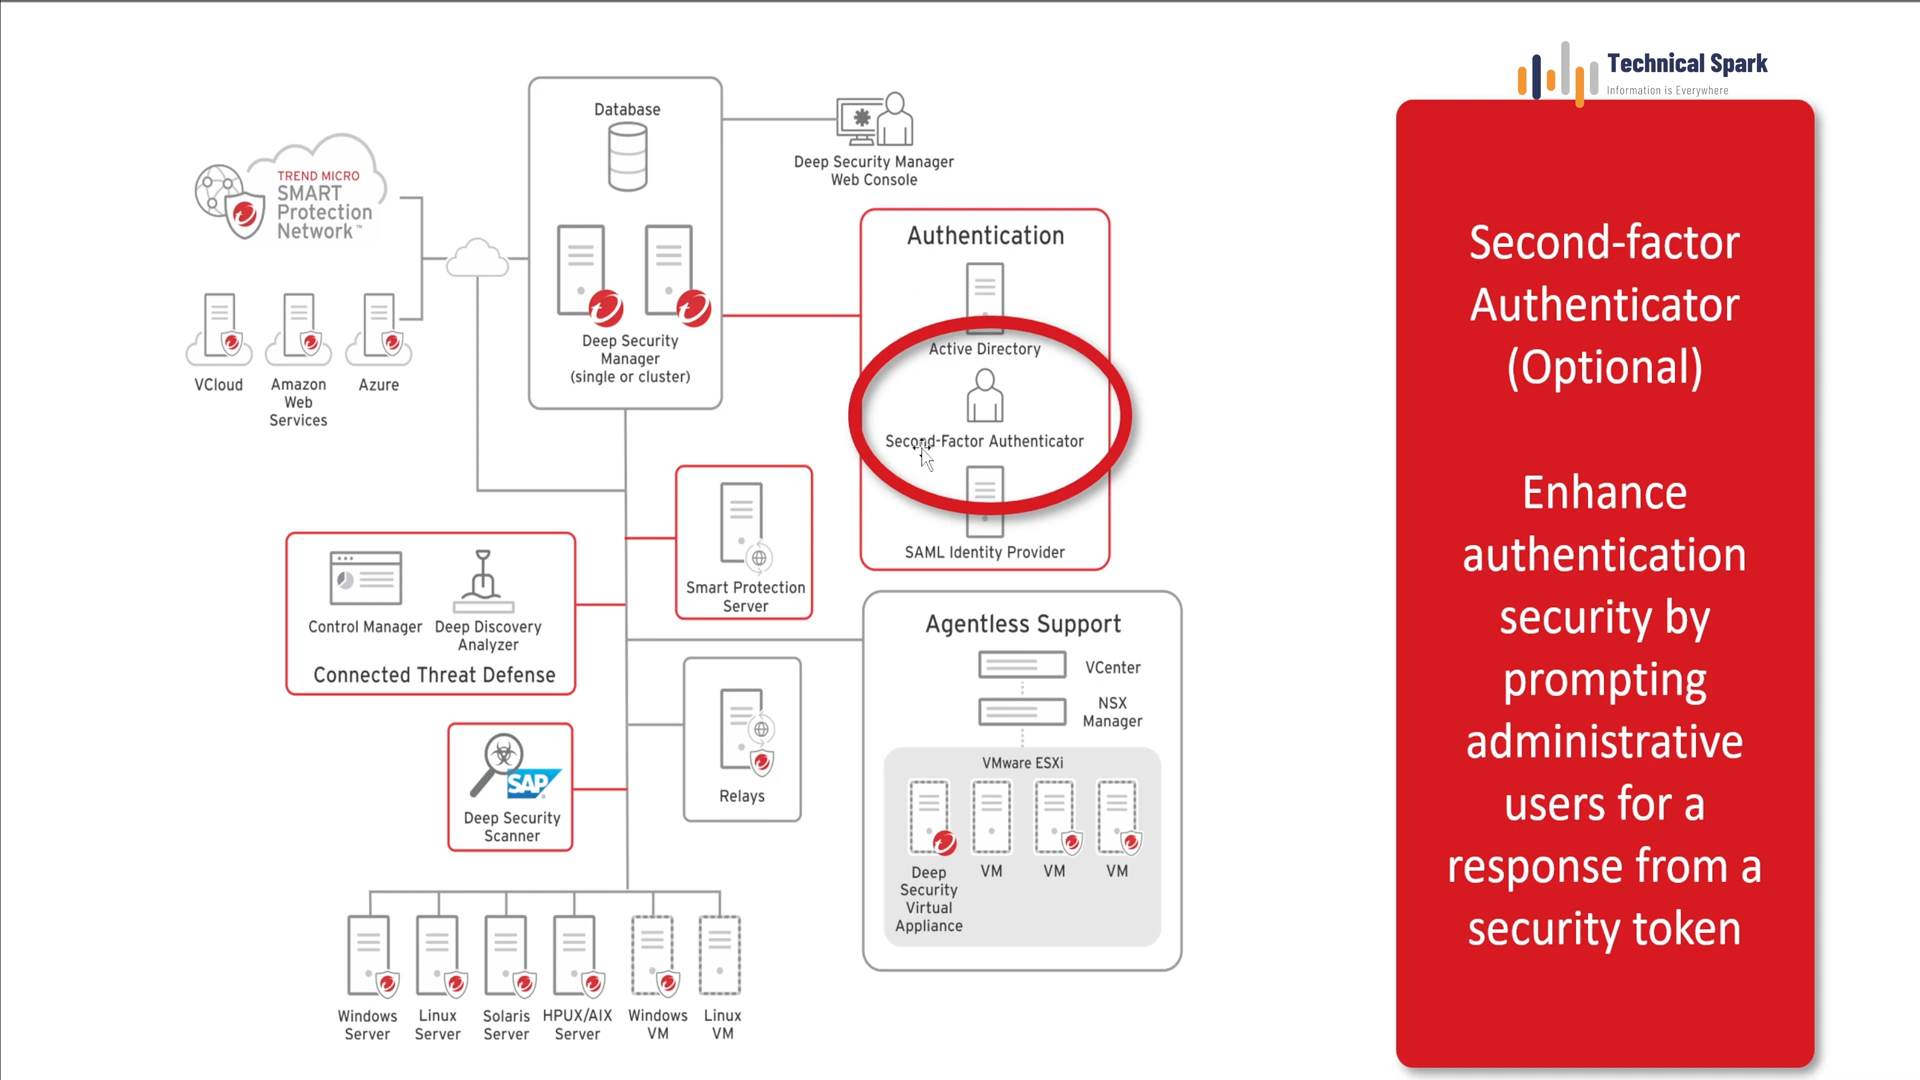 Technical Spark
Information is Everywhere
Database
Deep Security Manager
Web Console
TREND MICRO
SMART
Protection
Network™
Authentication
Active Directory
Second-Factor Authenticator
SAML Identity Provider
Deep Security
Manager
(single or cluster)
VCloud
Amazon
Web
Services
Azure
Smart Protection
Server
Control Manager
Deep Discovery
Analyzer
Connected Threat Defense
Agentless Support
VCenter
NSX
Manager
VMware ESXi
Deep
Security
Virtual
Appliance
VM
VM
VM
Relays
SAP
Deep Security
Scanner
Windows
Server
Linux
Server
Solaris
Server
HPUX/AIX
Server
Windows
VM
Linux
VM
Second-factor
Authenticator
(Optional)
Enhance
authentication
security by
prompting
administrative
users for a
response from a
security token